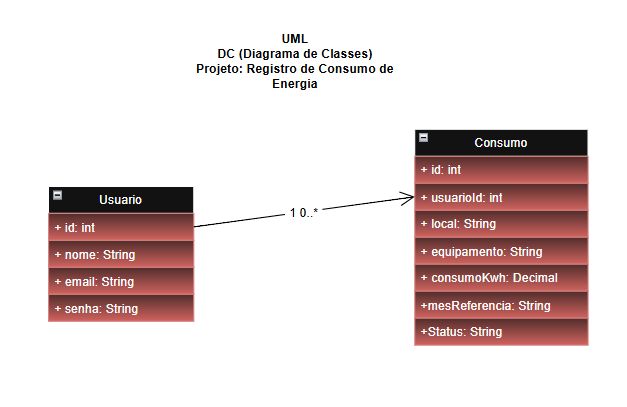 UML
DC (Diagrama de Classes)
Projeto: Registro de Consumo de
Energia
Usuario
+ id: int
+ nome: String
+ email: String
+ senha: String
1 0..*
Consumo
+ id: int
+ usuarioId: int
+ local: String
+ equipamento: String
+ consumoKwh: Decimal
+mesReferencia: String
+Status: String